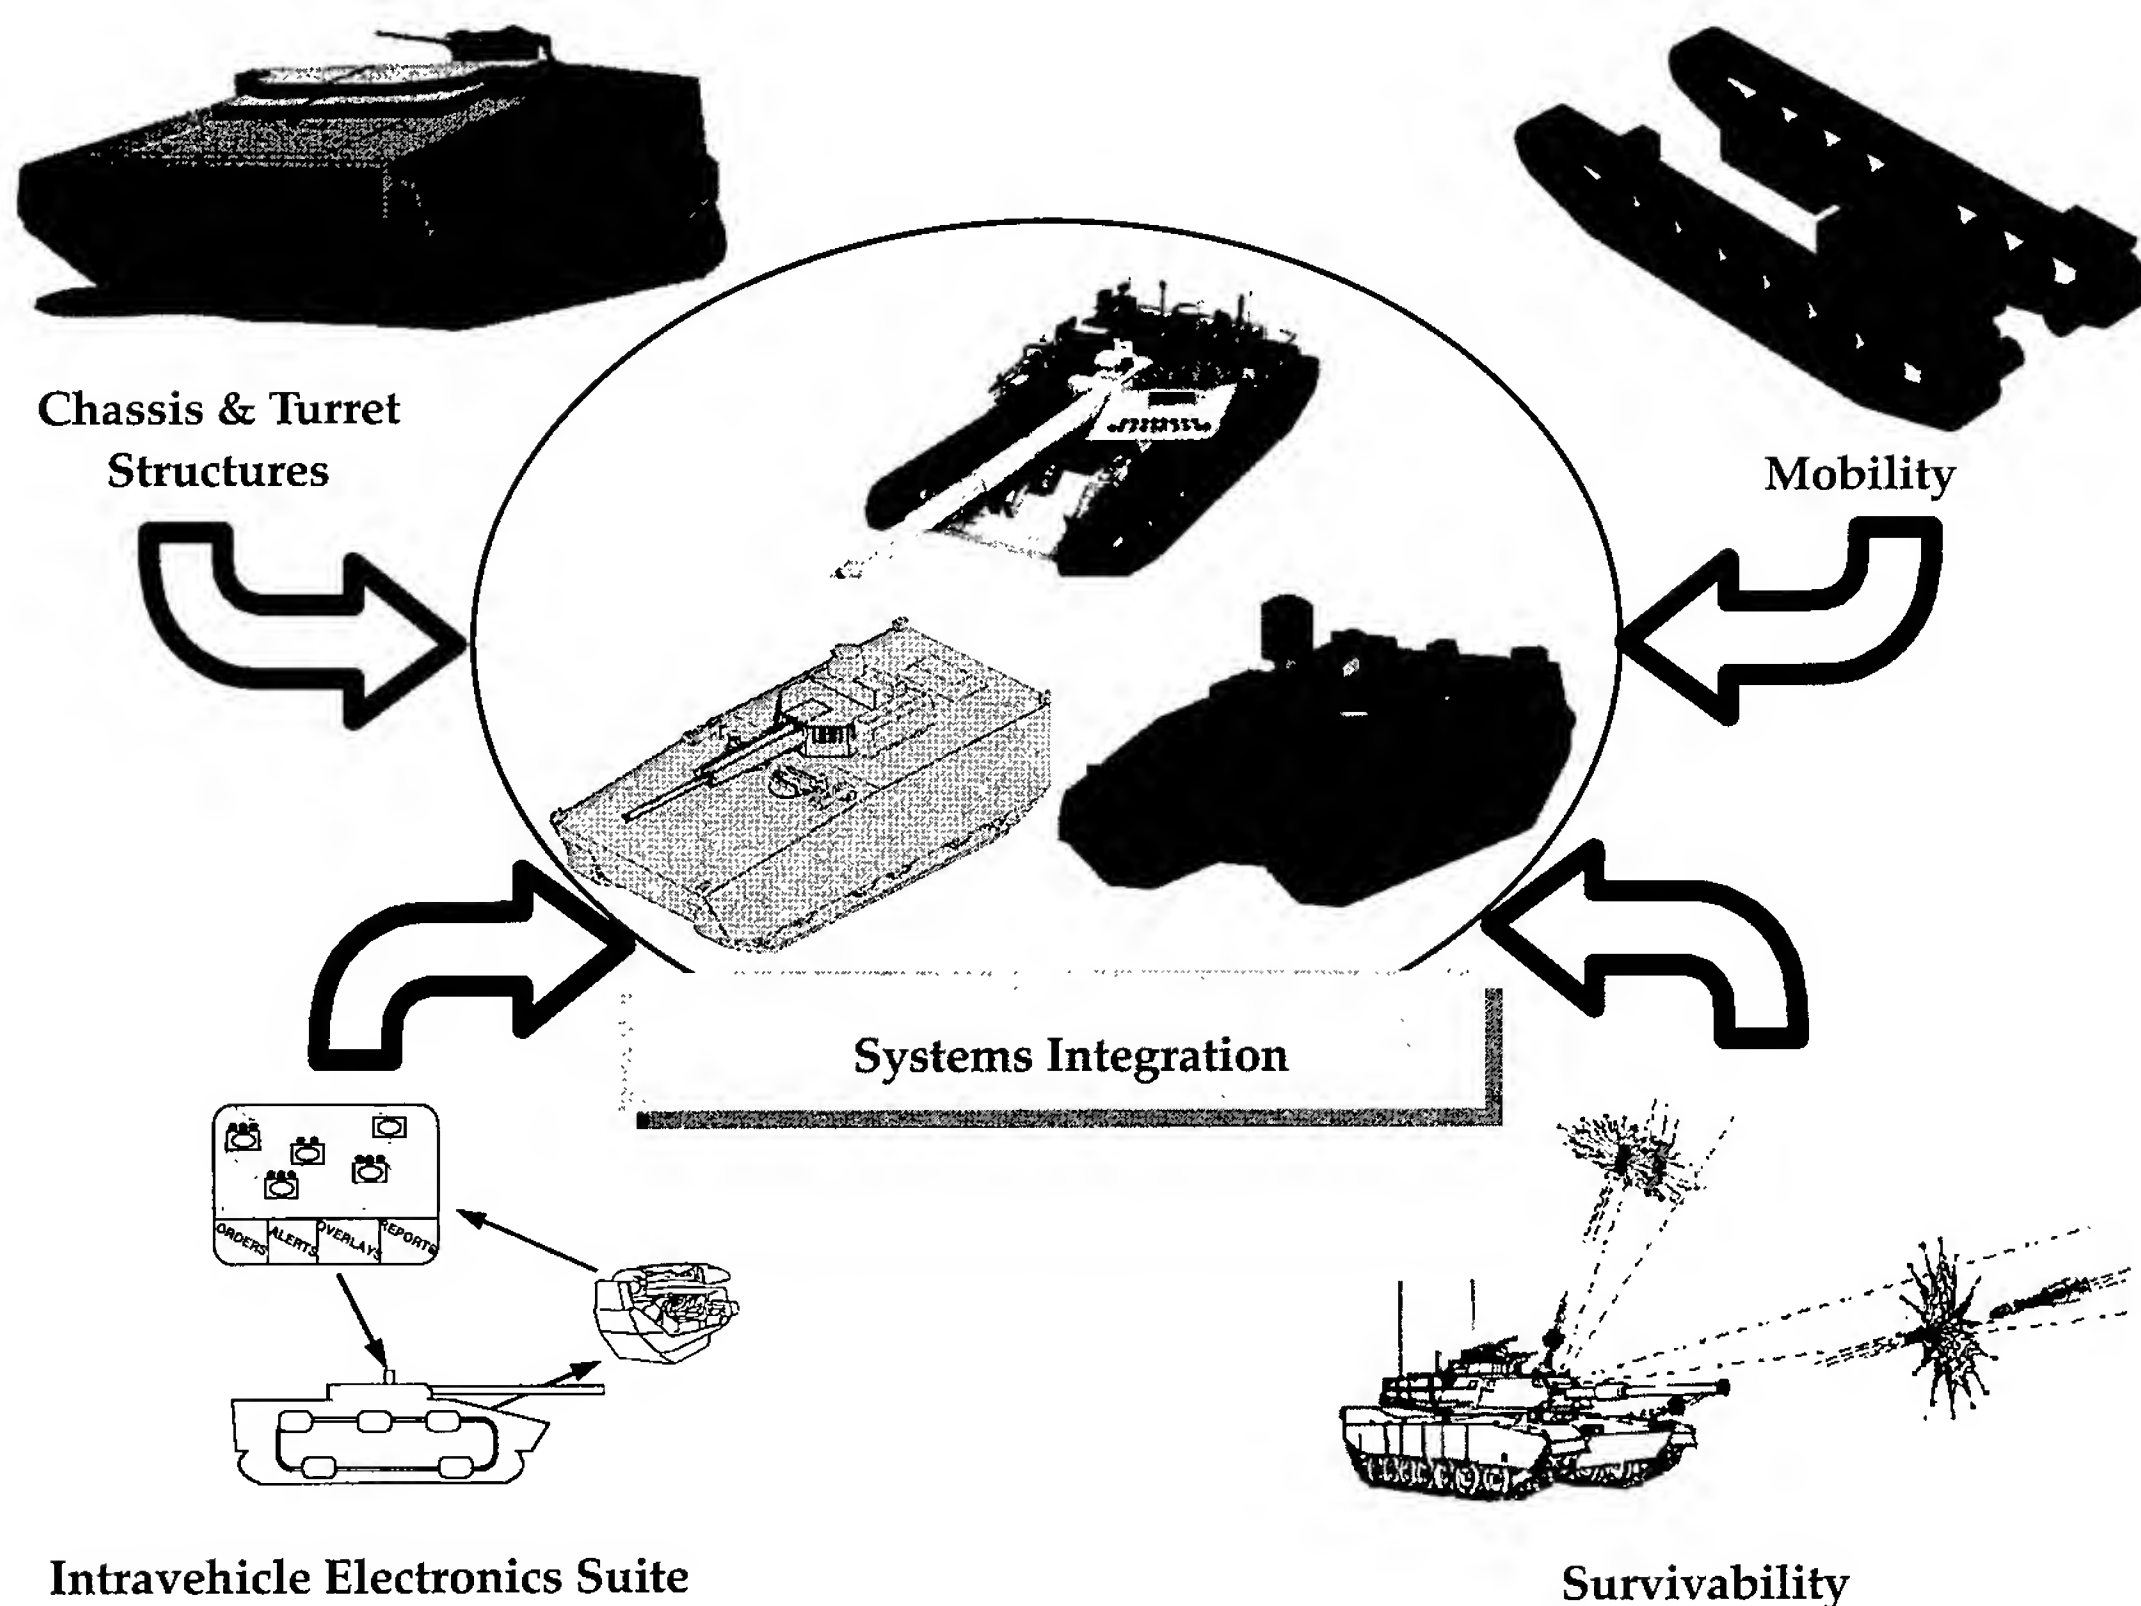 Chassis & Turret
Structures
Mobility
Systems Integration
ORDERS
ALERTS
OVERLAYS
REPORTS
Intravehicle Electronics Suite
Survivability